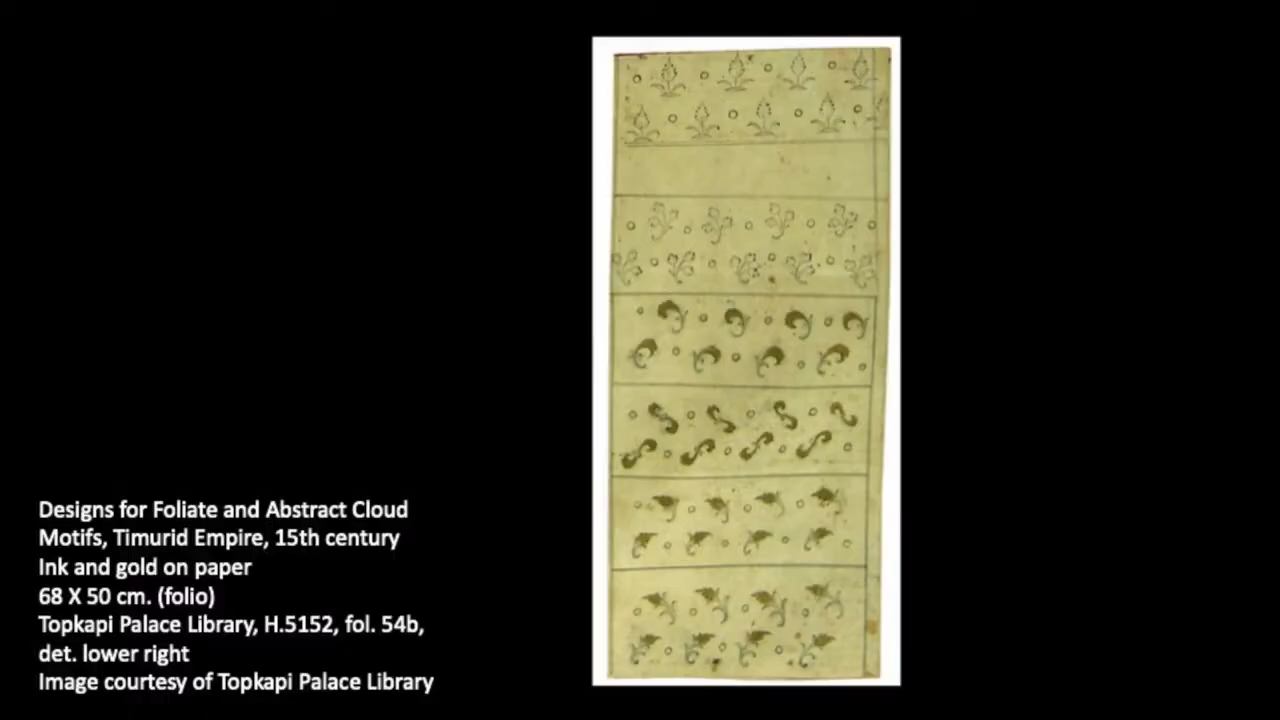 Designs for Foliate and Abstract Cloud
Motifs, Timurid Empire, 15th century
Ink and gold on paper
68 X 50 cm. (folio)
Topkapi Palace Library, H.5152, fol. 54b,
det. lower right
Image courtesy of Topkapi Palace Library